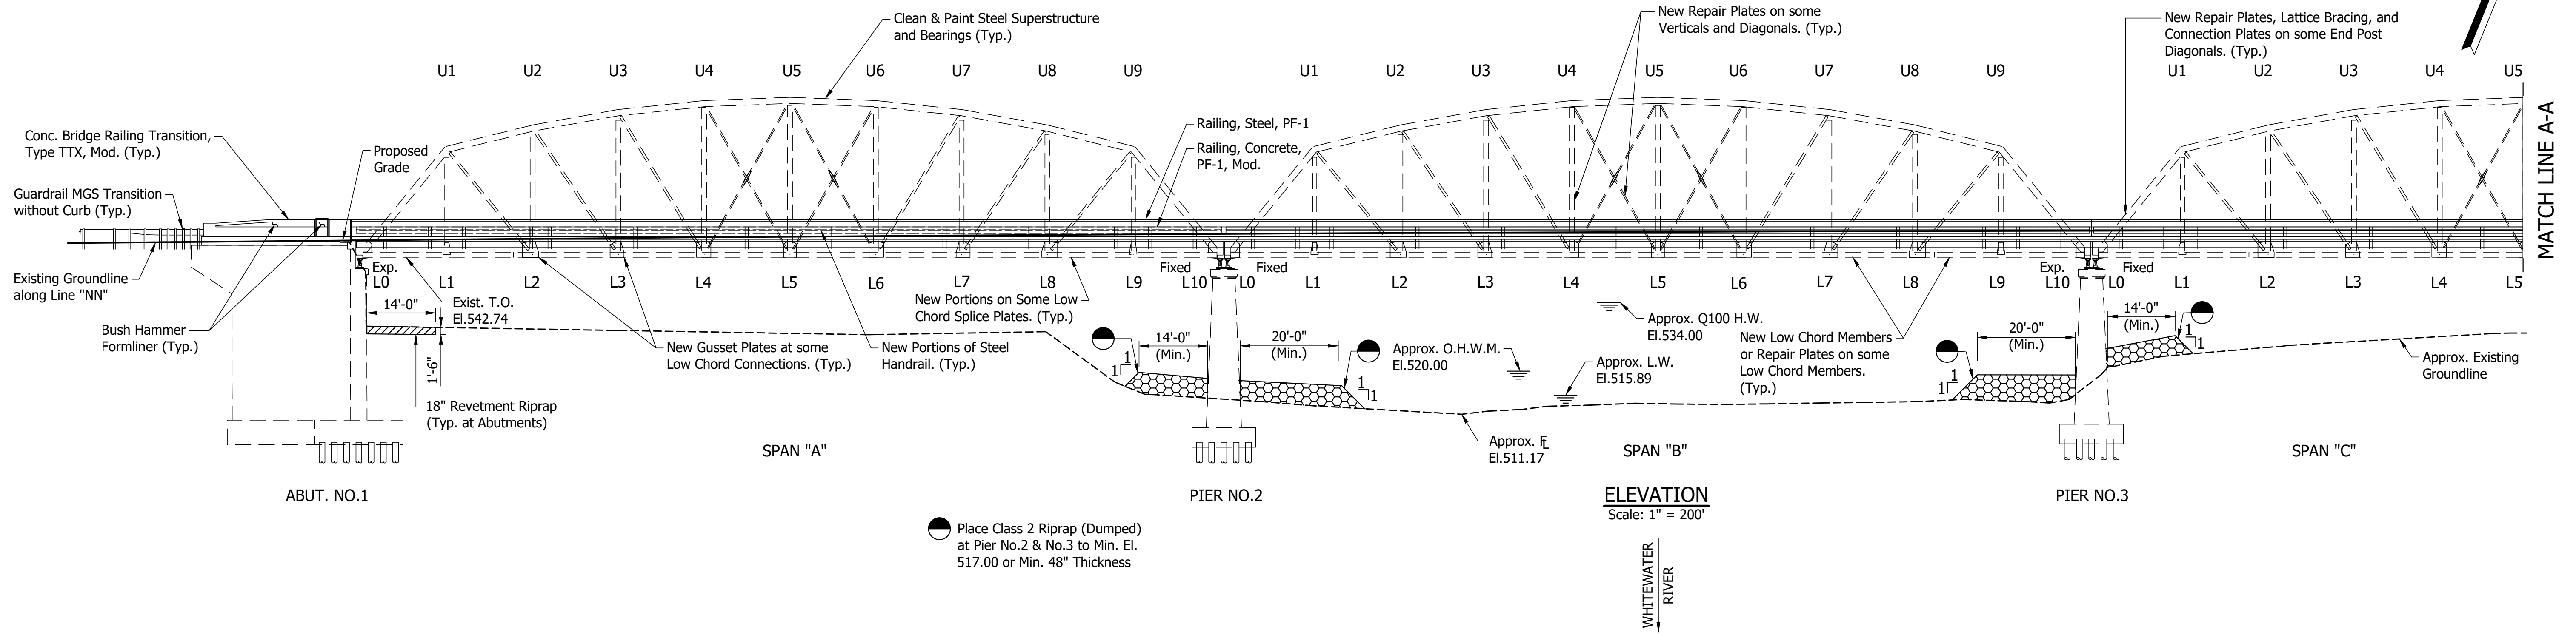 Clean & Paint Steel Superstructure
and Bearings (Typ.)
New Repair Plates on some
Verticals and Diagonals. (Typ.)
New Repair Plates, Lattice Bracing, and
Connection Plates on some End Post
Diagonals. (Typ.)
U1 U2 U3 U4 U5 U6 U7 U8 U9 U1 U2 U3 U4 U5 U6 U7 U8 U9 U1 U2 U3 U4 U5
MATCH LINE A-A
Conc. Bridge Railing Transition,
Type TTX, Mod. (Typ.)
Proposed
Grade
Railing, Steel, PF-1
Railing, Concrete,
PF-1, Mod.
Guardrail MGS Transition
without Curb (Typ.)
Existing Groundline
along Line "NN"
Bush Hammer
Formliner (Typ.)
Exp. Fixed Fixed Exp. Fixed
L0 L1 L2 L3 L4 L5 L6 L7 L8 L9 L10 L0 L1 L2 L3 L4 L5 L6 L7 L8 L9 L10 L0 L1 L2 L3 L4 L5
14'-0"
Exist. T.O.
El.542.74
1'-6"
18" Revetment Riprap
(Typ. at Abutments)
New Gusset Plates at some
Low Chord Connections. (Typ.)
New Portions of Steel
Handrail. (Typ.)
New Portions on Some Low
Chord Splice Plates. (Typ.)
14'-0"
(Min.)
1
1
20'-0"
(Min.)
1
1
Approx. O.H.W.M.
El.520.00
Approx. Q100 H.W.
El.534.00
Approx. L.W.
El.515.89
New Low Chord Members
or Repair Plates on some
Low Chord Members.
(Typ.)
20'-0"
(Min.)
1
1
14'-0"
(Min.)
1
1
Approx. Existing
Groundline
Approx. FL
El.511.17
SPAN "A" SPAN "B" SPAN "C"
ABUT. NO.1 PIER NO.2 PIER NO.3
ELEVATION
Scale: 1" = 200'
Place Class 2 Riprap (Dumped)
at Pier No.2 & No.3 to Min. El.
517.00 or Min. 48" Thickness
WHITEWATER
RIVER